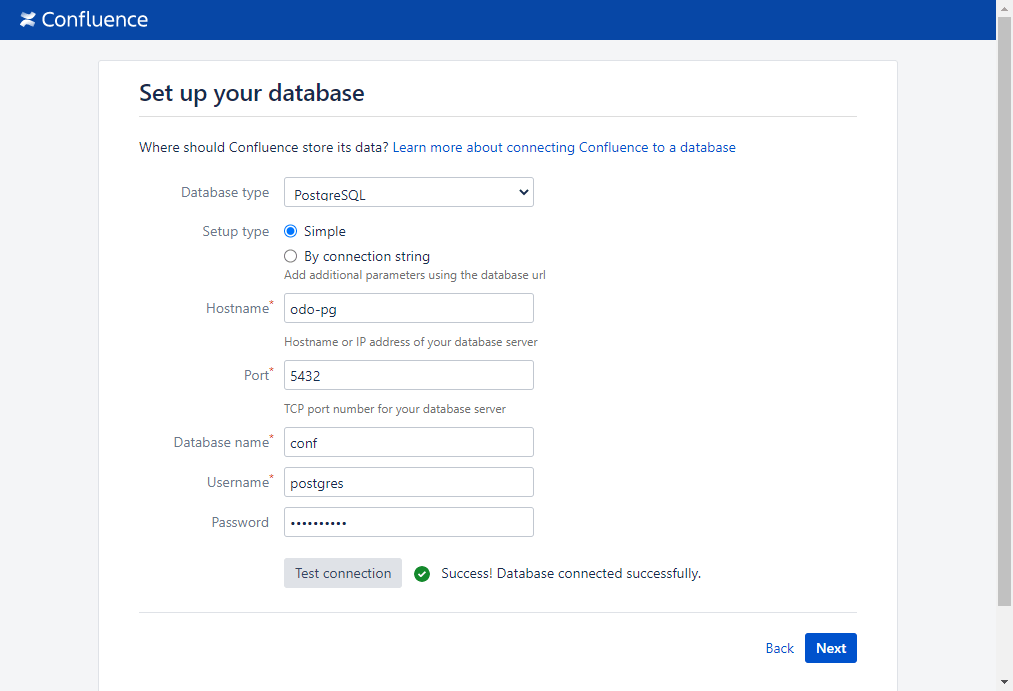 Confluence
Set up your database
Where should Confluence store its data? Learn more about connecting Confluence to a database
Database type PostgreSQL
Setup type Simple
By connection string
Add additional parameters using the database url
Hostname* odo-pg
Hostname or IP address of your database server
Port* 5432
TCP port number for your database server
Database name* conf
Username* postgres
Password ••••••••••
Test connection Success! Database connected successfully.
Back Next